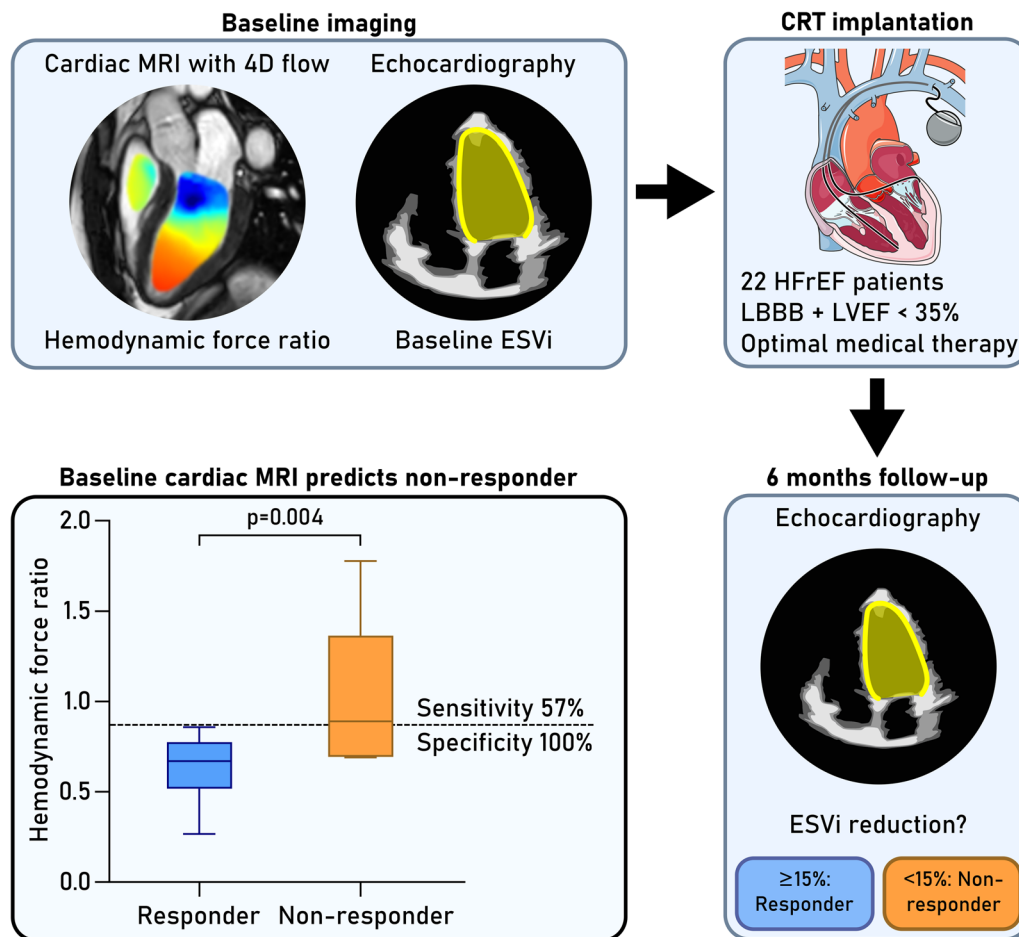 Baseline imaging
Cardiac MRI with 4D flow
Echocardiography
Hemodynamic force ratio
Baseline ESVi
CRT implantation
22 HFrEF patients
LBBB + LVEF < 35%
Optimal medical therapy
Baseline cardiac MRI predicts non-responder
Hemodynamic force ratio
2.0
1.5
1.0
0.5
0.0
p=0.004
Sensitivity 57%
Specificity 100%
Responder
Non-responder
6 months follow-up
Echocardiography
ESVi reduction?
≥15%:
Responder
<15%: Non-
responder